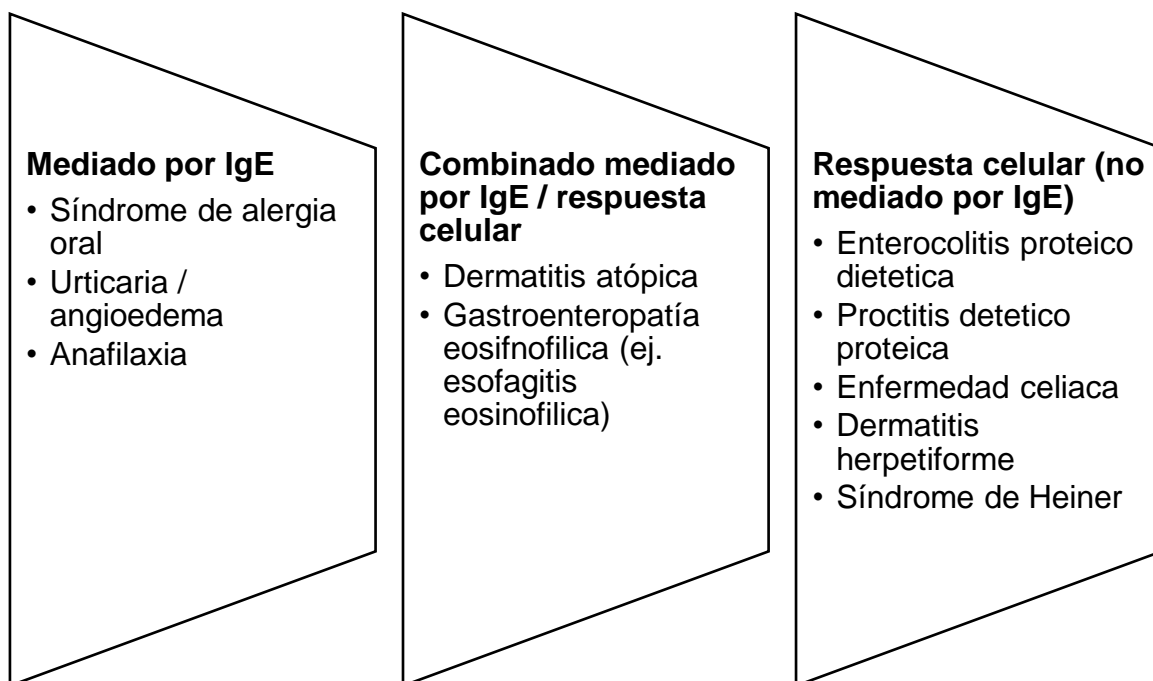 Mediado por IgE
• Síndrome de alergia
oral
• Urticaria /
angioedema
• Anafilaxia
Combinado mediado
por IgE / respuesta
celular
• Dermatitis atópica
• Gastroenteropatía
eosifnofilica (ej.
esofagitis
eosinofilica)
Respuesta celular (no
mediado por IgE)
• Enterocolitis proteico
dietetica
• Proctitis detetico
proteica
• Enfermedad celiaca
• Dermatitis
herpetiforme
• Síndrome de Heiner